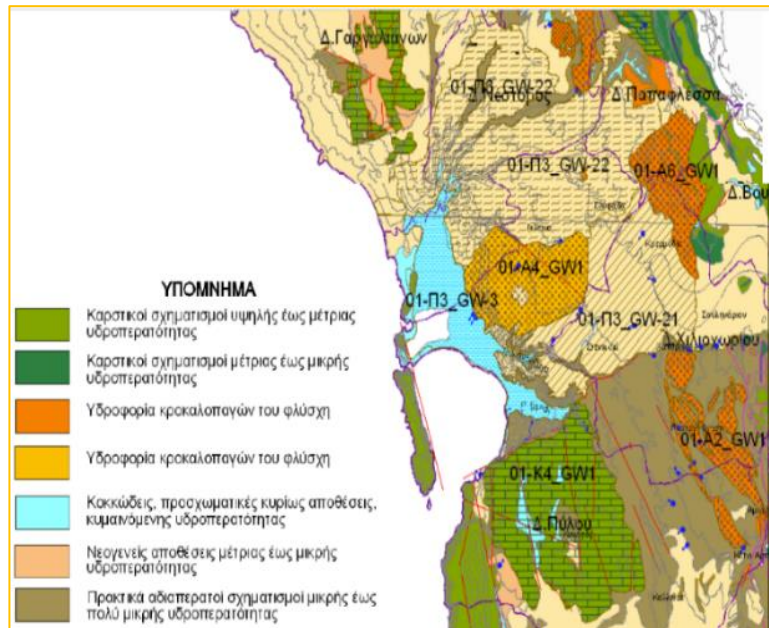 Δ.Γαργαλιάνων
01-Π3_GW-22
Δ.Νέστορος
Δ.Παπαφλέσσα
01-Π3_GW-22
01-Α6_GW1
Δ.Βου
01-Α4_GW1
01-Π3_GW-3
01-Π3_GW-21
Δ.Χιλιοχωρίου
01-Α2_GW1
01-Κ4_GW1
Δ.Πύλου
ΥΠΟΜΝΗΜΑ
Καρστικοί σχηματισμοί υψηλής έως μέτριας
υδροπερατότητας
Καρστικοί σχηματισμοί μέτριας έως μικρής
υδροπερατότητας
Υδροφορία κροκαλοπαγών του φλύσχη
Υδροφορία κροκαλοπαγών του φλύσχη
Κοκκώδεις, προσχωματικές κυρίως αποθέσεις,
κυμαινόμενης υδροπερατότητας
Νεογενείς αποθέσεις μέτριας έως μικρής
υδροπερατότητας
Πρακτικά αδιαπερατοί σχηματισμοί μικρής έως
πολύ μικρής υδροπερατότητας